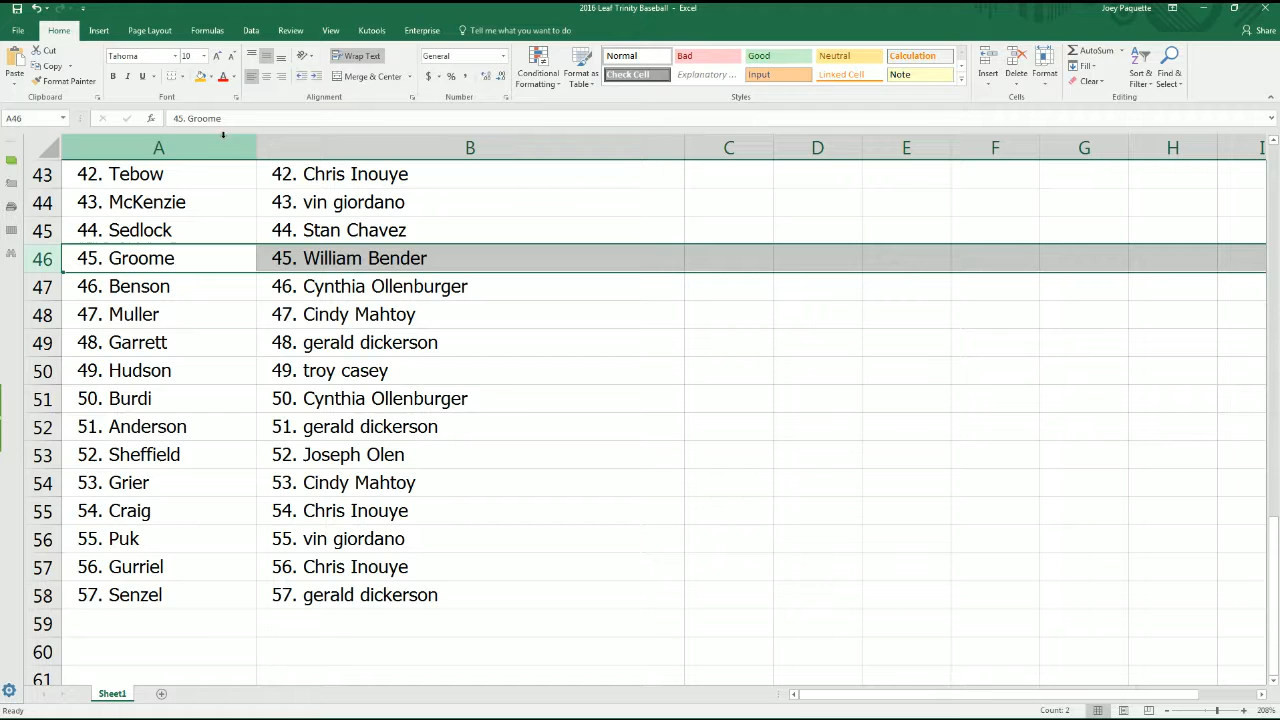 2016 Leaf Trinity Baseball - Excel
Joey Paquette
File Home Insert Page Layout Formulas Data Review View Kutools Enterprise Tell me what you want to do
Share
Paste
Cut
Copy
Format Painter
Clipboard
Tahoma 10
B I U
Font
Wrap Text
Merge & Center
Alignment
General
$ % ,
Number
Conditional Formatting
Format as Table
Normal Bad Good Neutral Calculation
Check Cell Explanatory ... Input Linked Cell Note
Styles
Insert Delete Format
Cells
AutoSum
Fill
Clear
Sort & Filter
Find & Select
Editing
A46 fx 45. Groome
A B C D E F G H I
43 42. Tebow 42. Chris Inouye
44 43. McKenzie 43. vin giordano
45 44. Sedlock 44. Stan Chavez
46 45. Groome 45. William Bender
47 46. Benson 46. Cynthia Ollenburger
48 47. Muller 47. Cindy Mahtoy
49 48. Garrett 48. gerald dickerson
50 49. Hudson 49. troy casey
51 50. Burdi 50. Cynthia Ollenburger
52 51. Anderson 51. gerald dickerson
53 52. Sheffield 52. Joseph Olen
54 53. Grier 53. Cindy Mahtoy
55 54. Craig 54. Chris Inouye
56 55. Puk 55. vin giordano
57 56. Gurriel 56. Chris Inouye
58 57. Senzel 57. gerald dickerson
59
60
61
Sheet1
Ready
Count: 2
208%